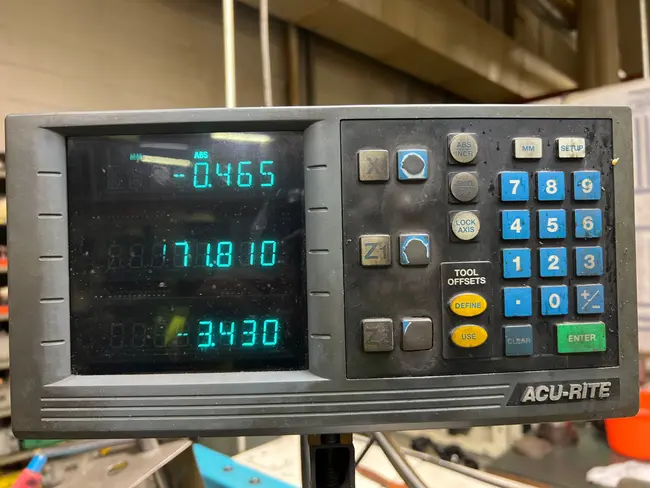 MM ABS
-0.465
171.810
-3.430
X
ABS
INCR
MM
SETUP
7 8 9
LOCK
AXIS
4 5 6
Z1
1 2 3
TOOL
OFFSETS
DEFINE
. 0 +/-
USE
CLEAR
ENTER
ACU-RITE